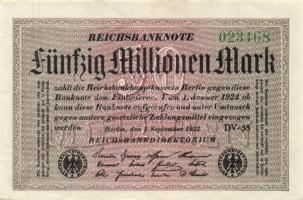 REICHSBANKNOTE
023468
Fünfzig Millionen Mark
zahlt die Reichsbankhauptkasse in Berlin gegen diese
Banknote dem Einlieferer. Vom 1. Januar 1924 ab
kann diese Banknote aufgerufen und unter Umtausch
gegen andere gesetzliche Zahlungsmittel eingezogen
werden
Berlin, den 1. September 1923
DV-35
REICHSBANKDIREKTORIUM